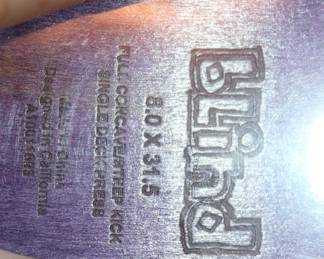 blind
8.0 X 31.5
FULL CONCAVE/STEEP KICK
SINGLE DECK PRESS
Made in China
Designed in California